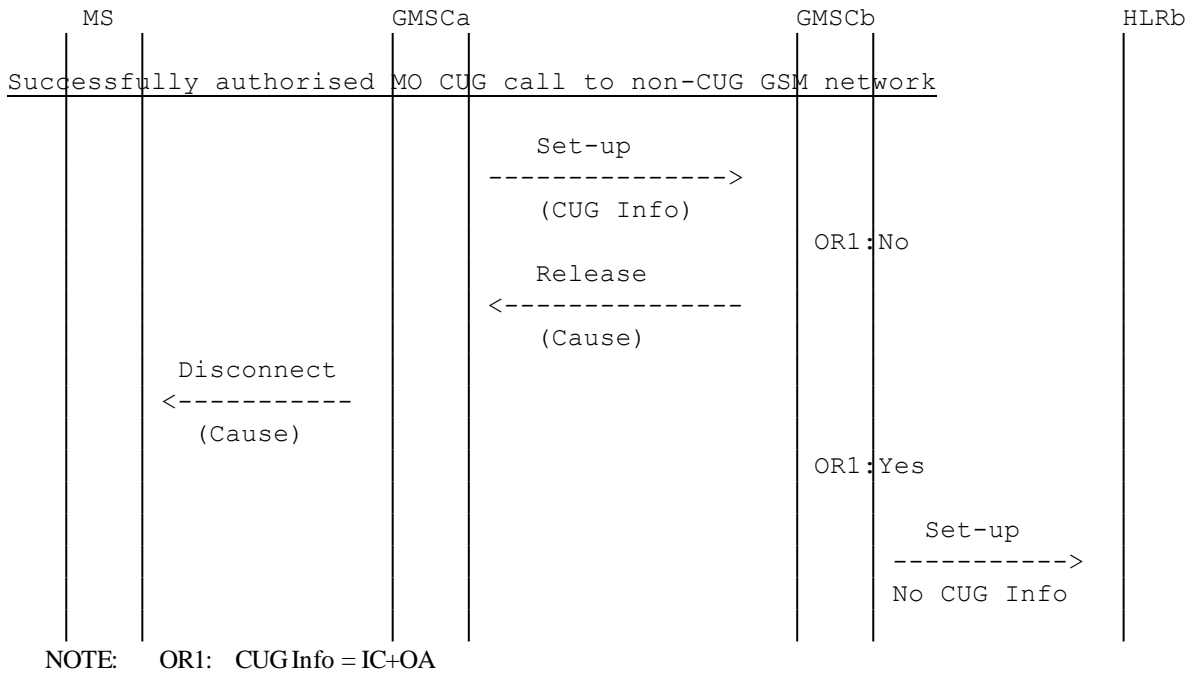 MS GMSCa GMSCb HLRb
Successfully authorised MO CUG call to non-CUG GSM network
Set-up
--------------->
(CUG Info)
OR1:No
Release
<---------------
(Cause)
Disconnect
<-----------
(Cause)
OR1:Yes
Set-up
----------->
No CUG Info
NOTE: OR1: CUG Info = IC+OA